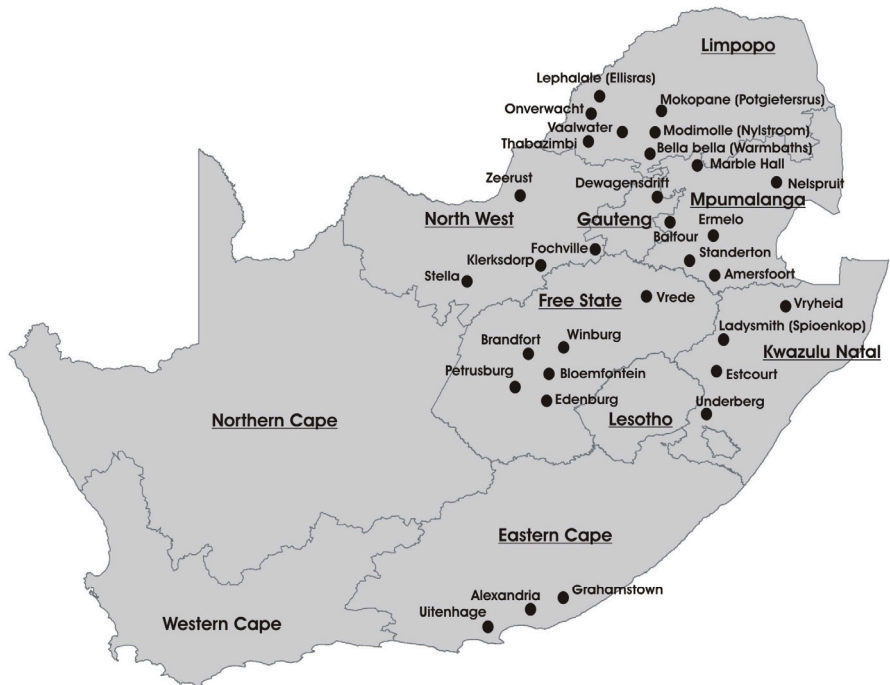 Limpopo
Lephalale (Ellisras)
Mokopane (Potgietersrus)
Onverwacht
Vaalwater
Modimolle (Nylstroom)
Thabazimbi
Bella bella (Warmbaths)
Marble Hall
Zeerust
Dewagensdrift
Nelspruit
Mpumalanga
North West
Gauteng
Ermelo
Balfour
Fochville
Standerton
Klerksdorp
Stella
Amersfoort
Free State
Vrede
Vryheid
Ladysmith (Spioenkop)
Winburg
Brandfort
Kwazulu Natal
Petrusburg
Bloemfontein
Estcourt
Edenburg
Underberg
Northern Cape
Lesotho
Eastern Cape
Grahamstown
Alexandria
Uitenhage
Western Cape